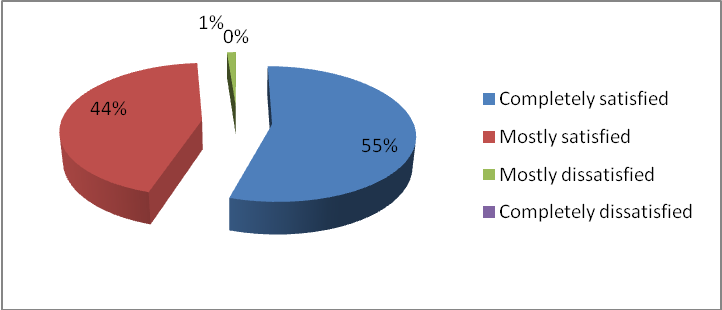 1%
0%
44%
55%
Completely satisfied
Mostly satisfied
Mostly dissatisfied
Completely dissatisfied